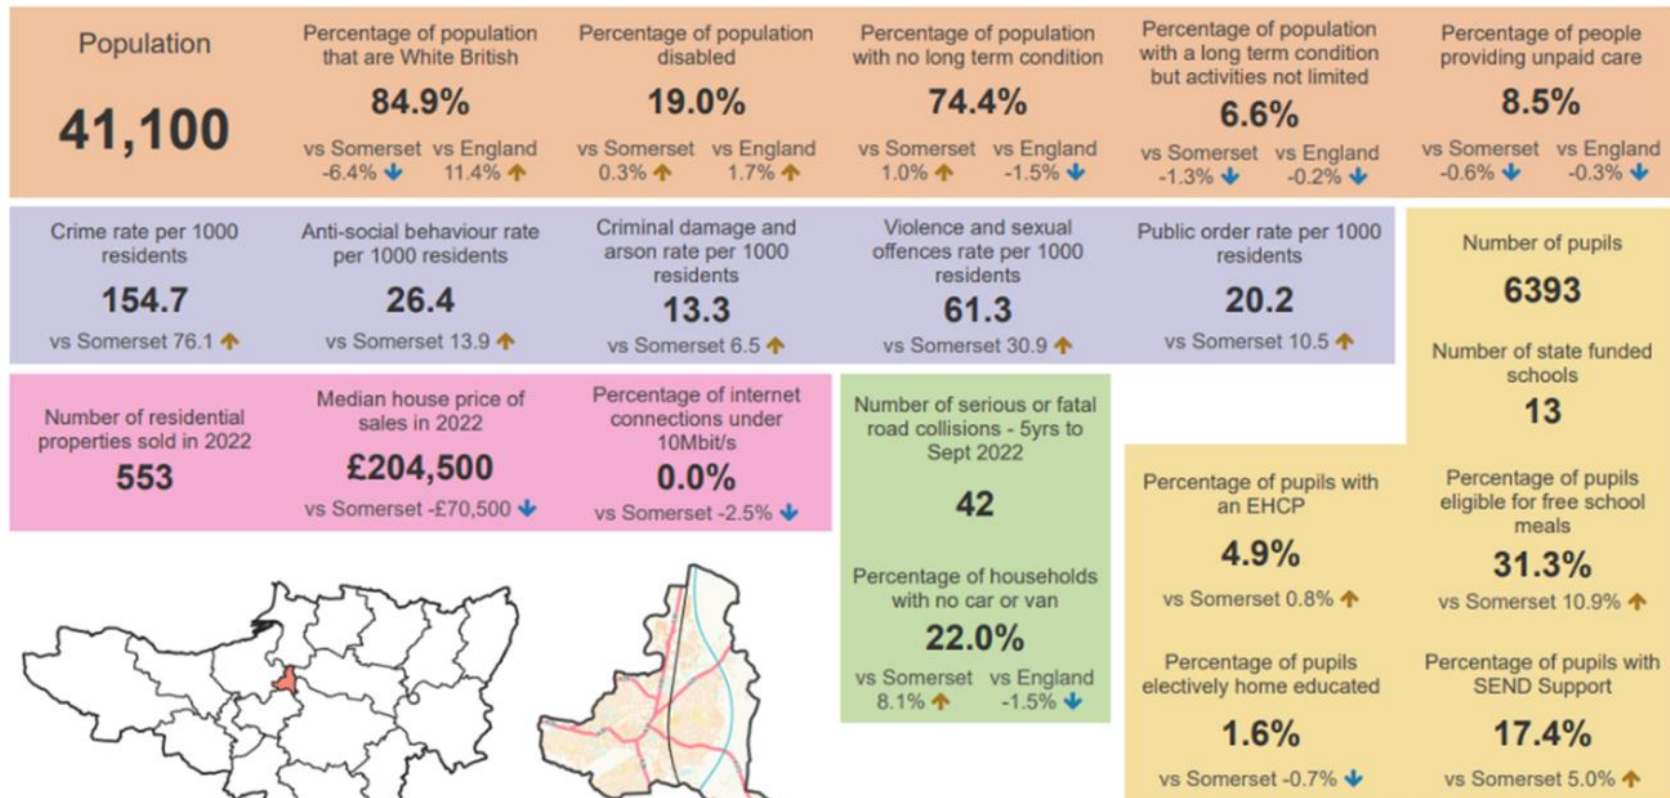 Population
41,100
Percentage of population
that are White British
84.9%
vs Somerset vs England
-6.4% 11.4%
Percentage of population
disabled
19.0%
vs Somerset vs England
0.3% 1.7%
Percentage of population
with no long term condition
74.4%
vs Somerset vs England
1.0% -1.5%
Percentage of population
with a long term condition
but activities not limited
6.6%
vs Somerset vs England
-1.3% -0.2%
Percentage of people
providing unpaid care
8.5%
vs Somerset vs England
-0.6% -0.3%
Crime rate per 1000
residents
154.7
vs Somerset 76.1
Anti-social behaviour rate
per 1000 residents
26.4
vs Somerset 13.9
Criminal damage and
arson rate per 1000
residents
13.3
vs Somerset 6.5
Violence and sexual
offences rate per 1000
residents
61.3
vs Somerset 30.9
Public order rate per 1000
residents
20.2
vs Somerset 10.5
Number of pupils
6393
Number of state funded
schools
13
Number of residential
properties sold in 2022
553
Median house price of
sales in 2022
£204,500
vs Somerset -£70,500
Percentage of internet
connections under
10Mbit/s
0.0%
vs Somerset -2.5%
Number of serious or fatal
road collisions - 5yrs to
Sept 2022
42
Percentage of households
with no car or van
22.0%
vs Somerset vs England
8.1% -1.5%
Percentage of pupils with
an EHCP
4.9%
vs Somerset 0.8%
Percentage of pupils
eligible for free school
meals
31.3%
vs Somerset 10.9%
Percentage of pupils
electively home educated
1.6%
vs Somerset -0.7%
Percentage of pupils with
SEND Support
17.4%
vs Somerset 5.0%